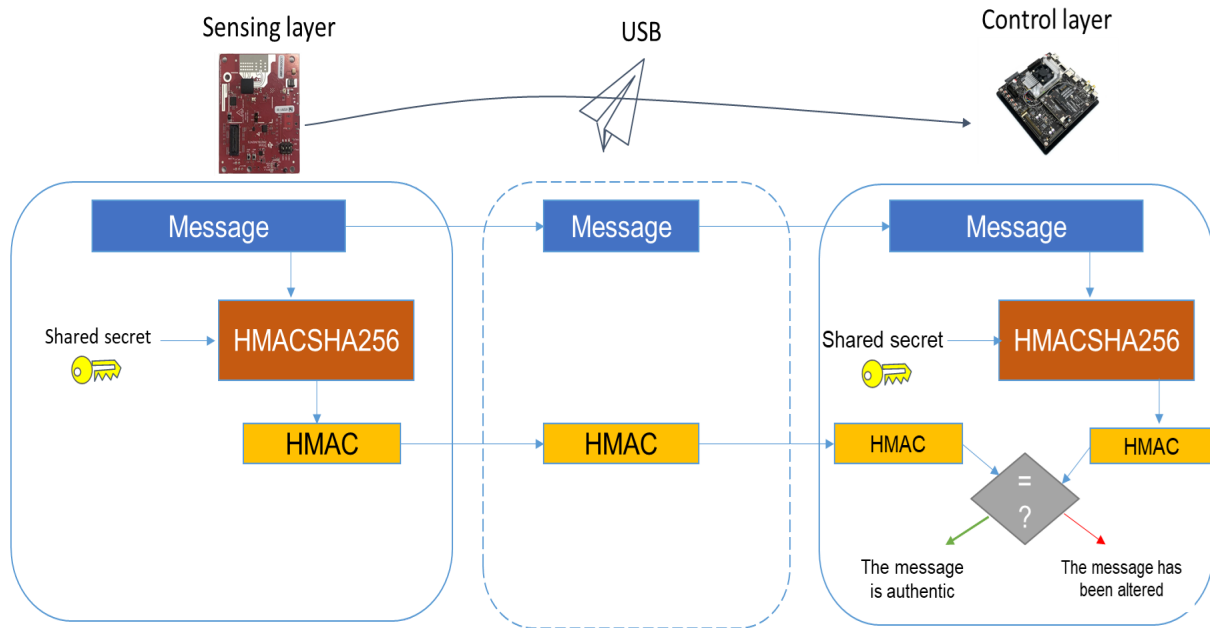 Sensing layer
USB
Control layer
Message
Message
Message
Shared secret
HMACSHA256
Shared secret
HMACSHA256
HMAC
HMAC
HMAC
HMAC
=
?
The message
is authentic
The message has
been altered